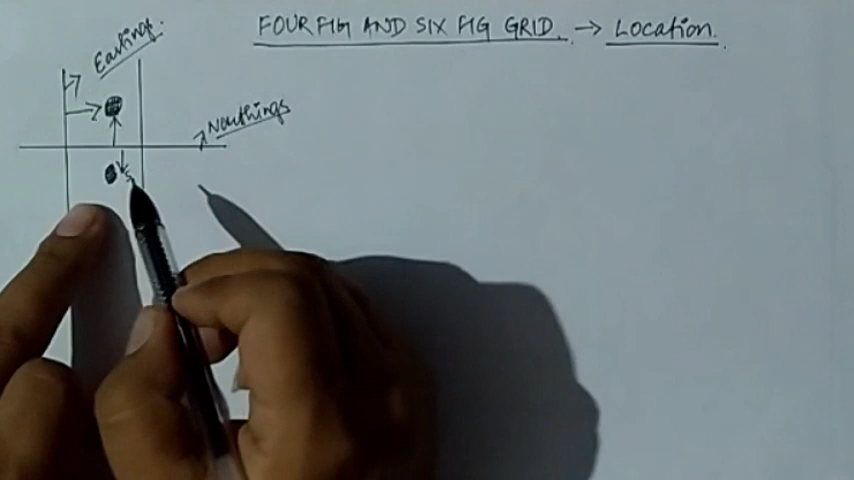 FOUR FIG AND SIX FIG GRID. → Location.
Eastings.
Northings
S